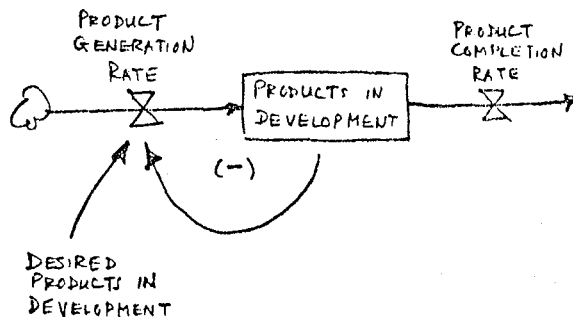 PRODUCT
GENERATION
RATE
PRODUCT
COMPLETION
RATE
PRODUCTS IN
DEVELOPMENT
(-)
DESIRED
PRODUCTS IN
DEVELOPMENT